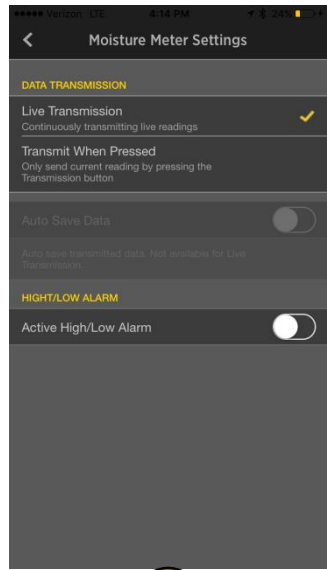 Verizon LTE 4:14 PM 24%
Moisture Meter Settings
DATA TRANSMISSION
Live Transmission
Continuously transmitting live readings
Transmit When Pressed
Only send current reading by pressing the
Transmission button
Auto Save Data
Auto save transmitted data. Not available for Live
Transmission.
HIGHT/LOW ALARM
Active High/Low Alarm